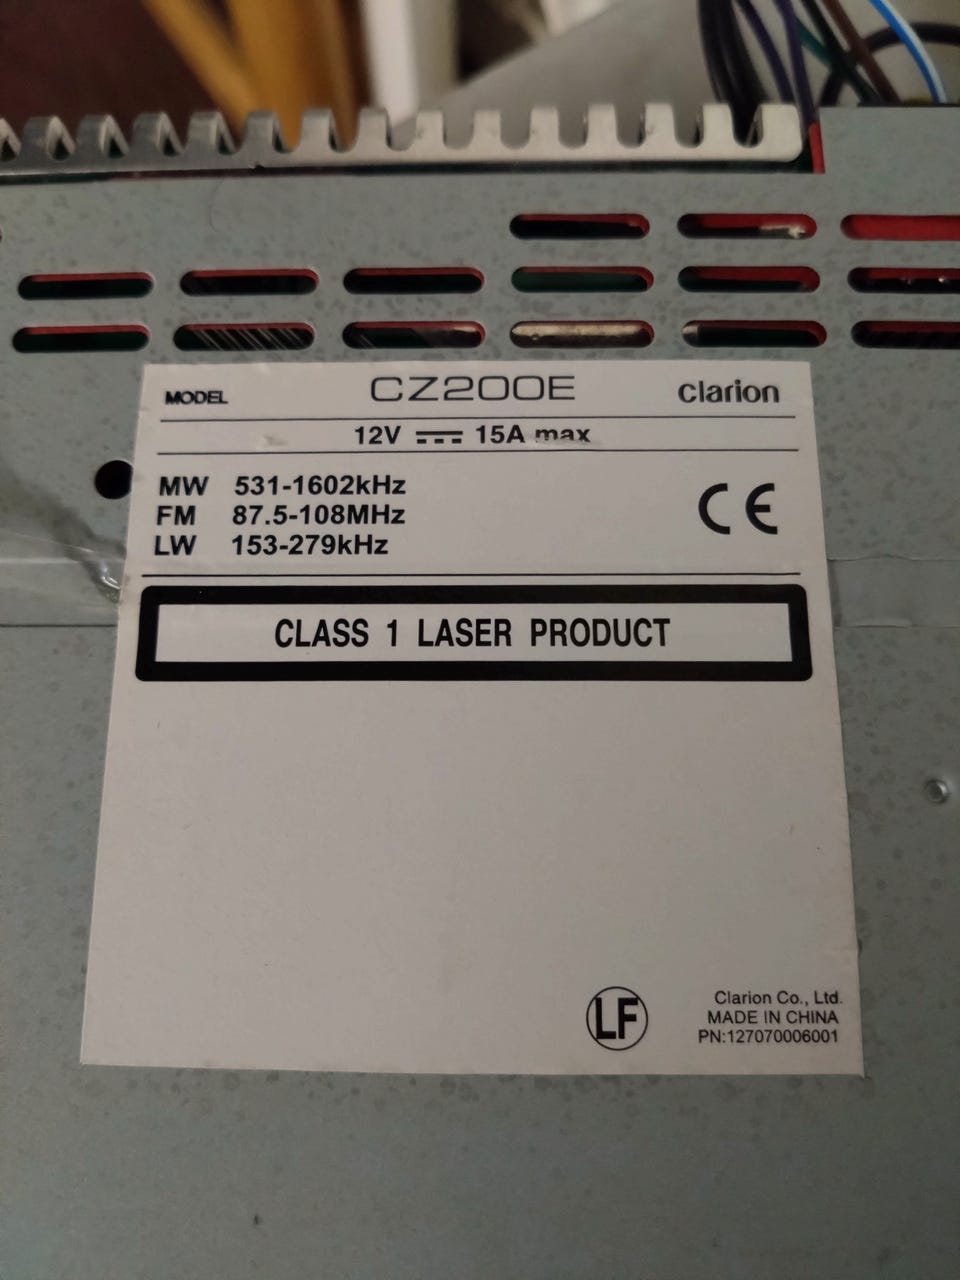 MODEL CZ200E clarion
12V ⎓ 15A max
MW 531-1602kHz
FM 87.5-108MHz
LW 153-279kHz
CE
CLASS 1 LASER PRODUCT
LF
Clarion Co., Ltd.
MADE IN CHINA
PN:127070006001